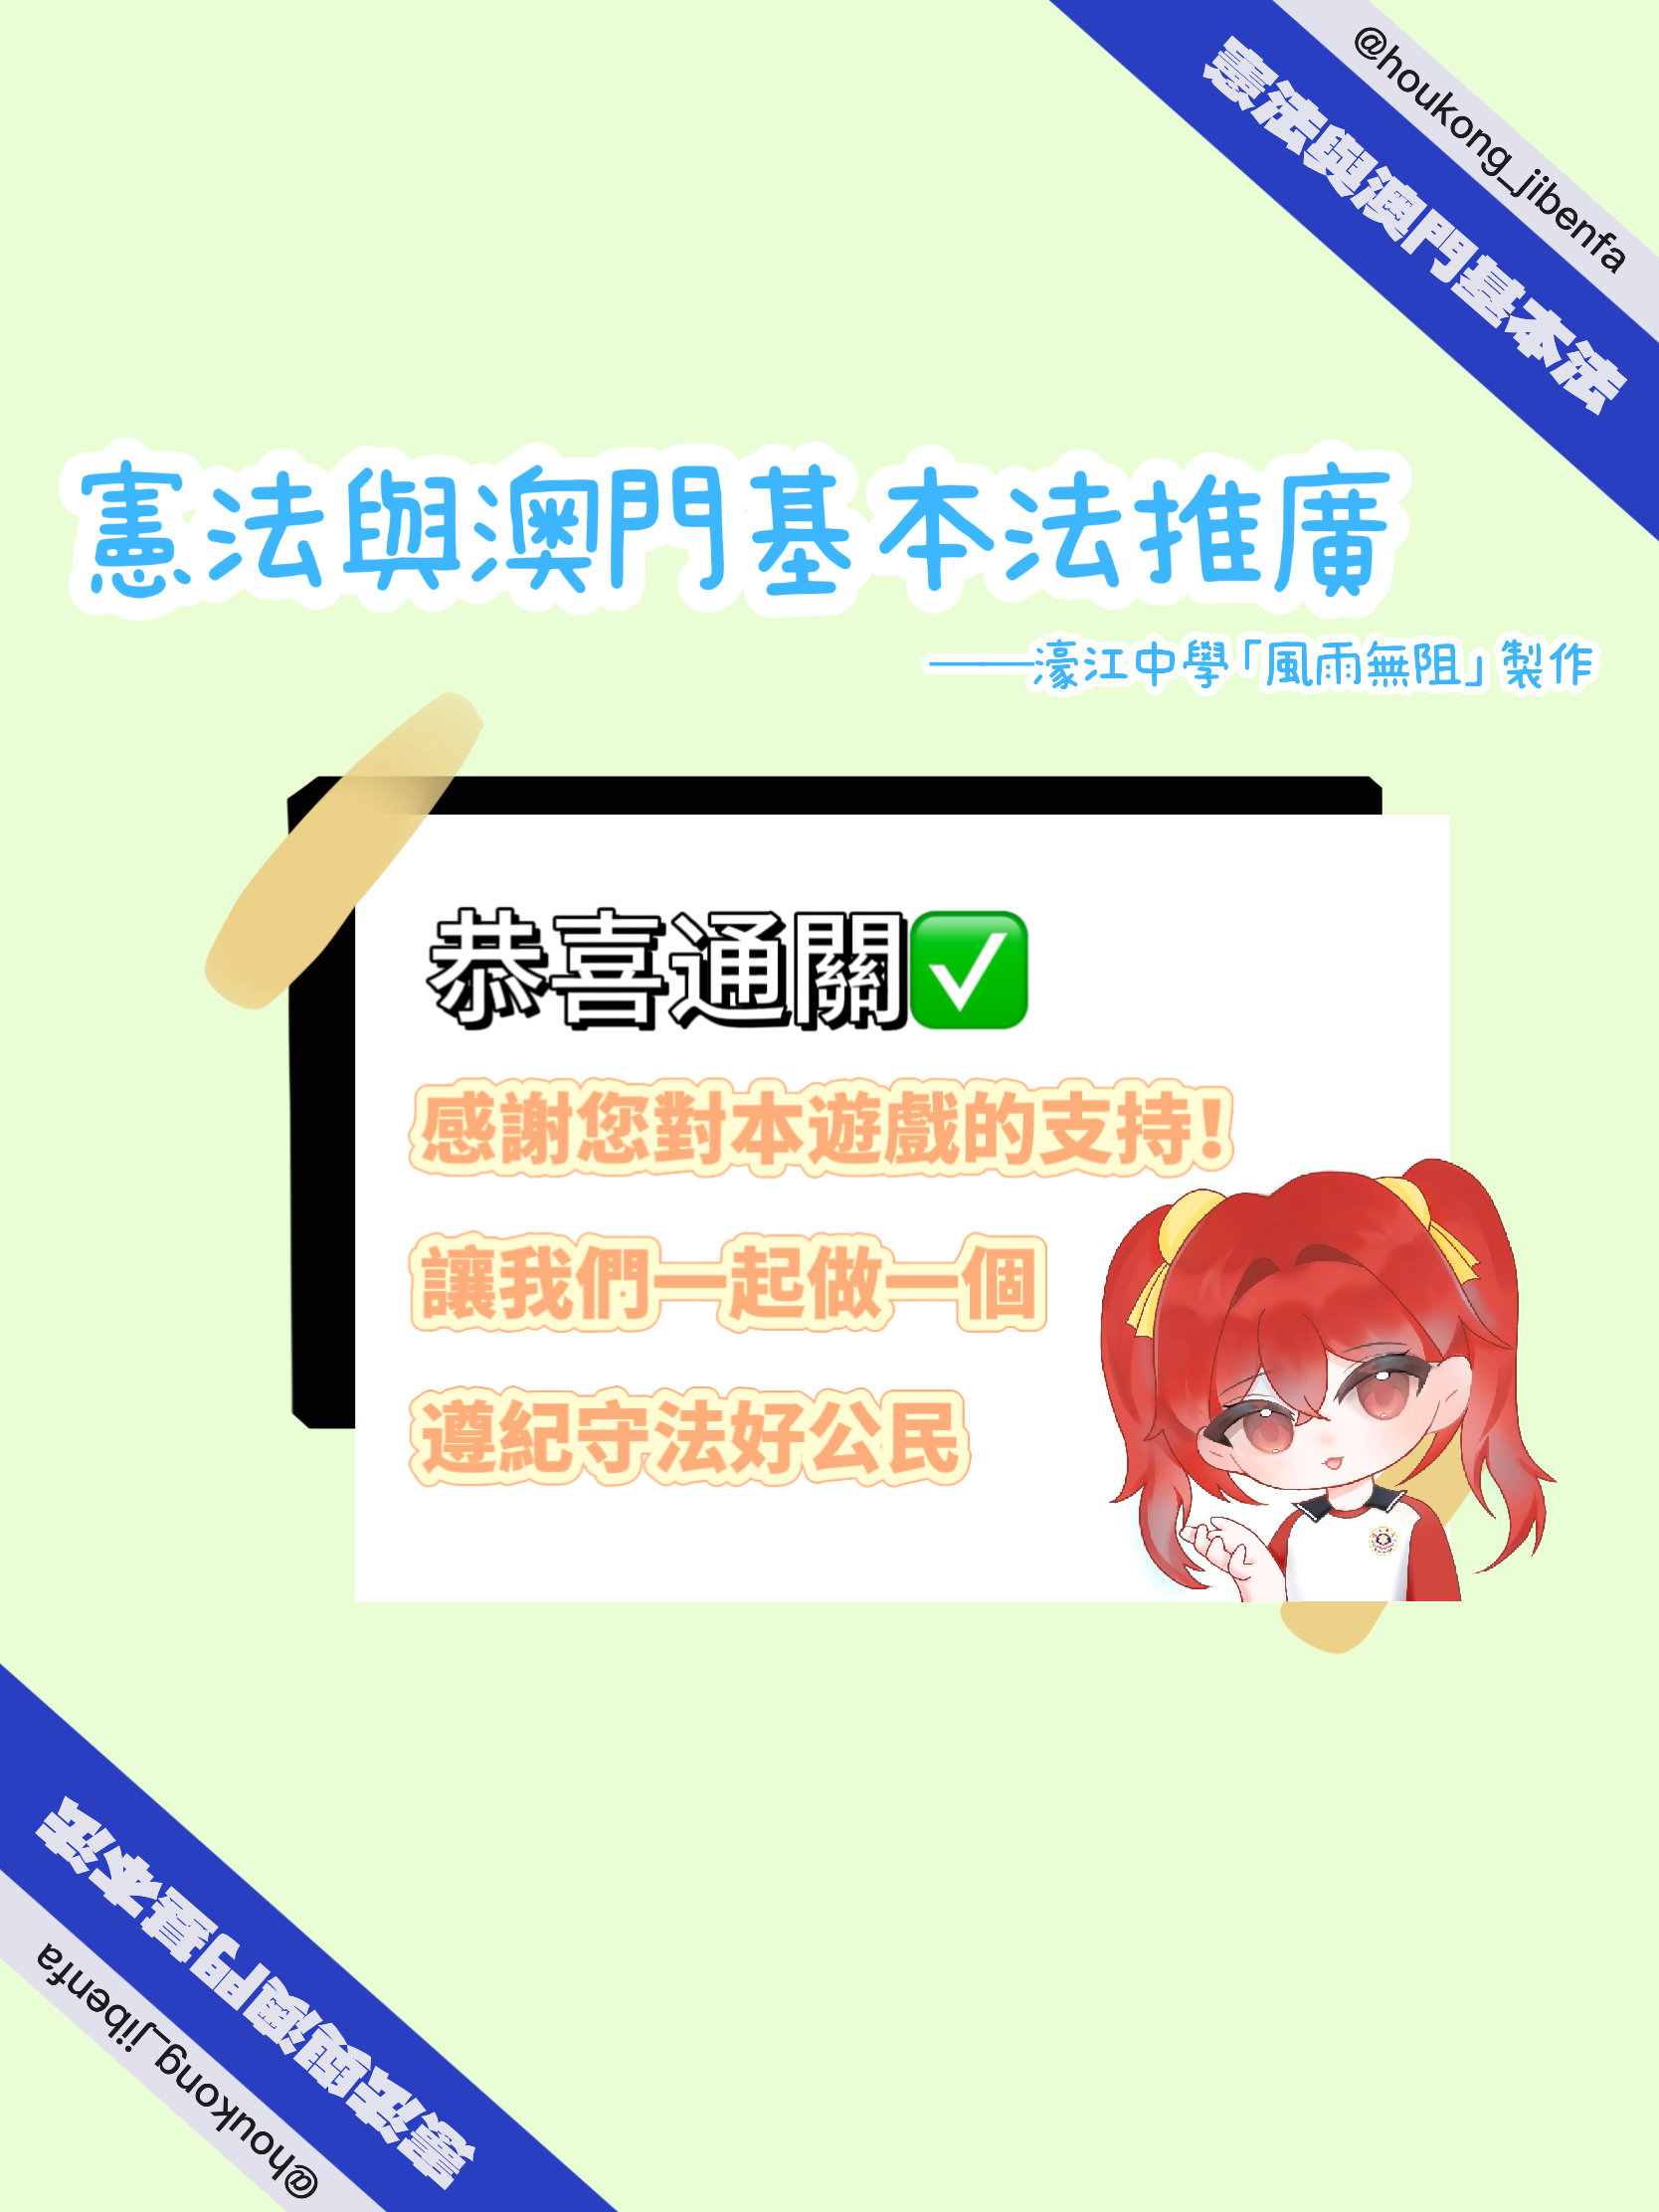 @houkong_jibenfa
憲法與澳門基本法
憲法與澳門基本法推廣
——濠江中學「風雨無阻」製作
恭喜通關✅
感謝您對本遊戲的支持！
讓我們一起做一個
遵紀守法好公民
憲法與澳門基本法
@houkong_jibenfa